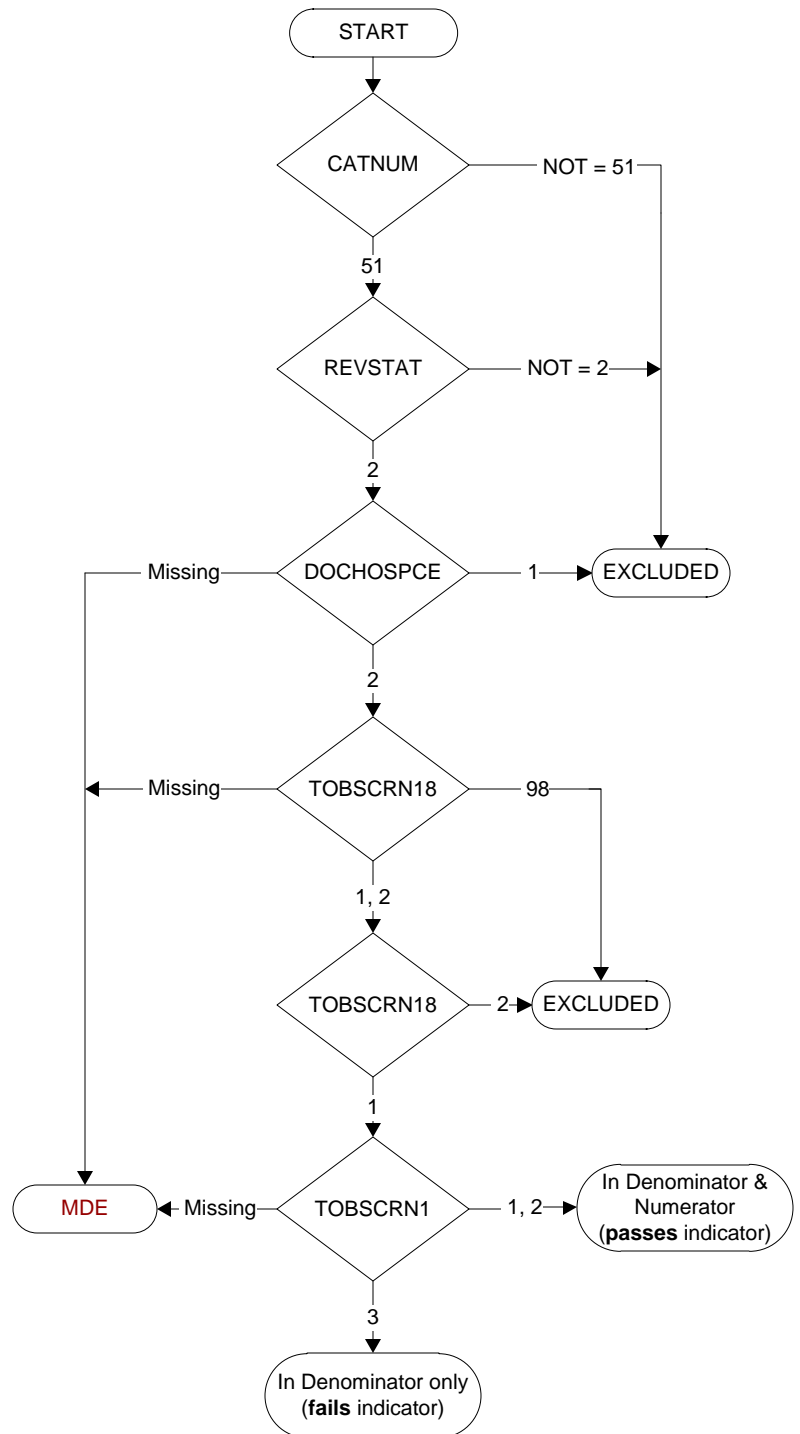 START
CATNUM
NOT = 51
51
REVSTAT
NOT = 2
2
Missing
DOCHOSPCE
1
EXCLUDED
2
Missing
TOBSCRN18
98
1, 2
TOBSCRN18
2
EXCLUDED
1
MDE
Missing
TOBSCRN1
1, 2
In Denominator &
Numerator
(passes indicator)
3
In Denominator only
(fails indicator)